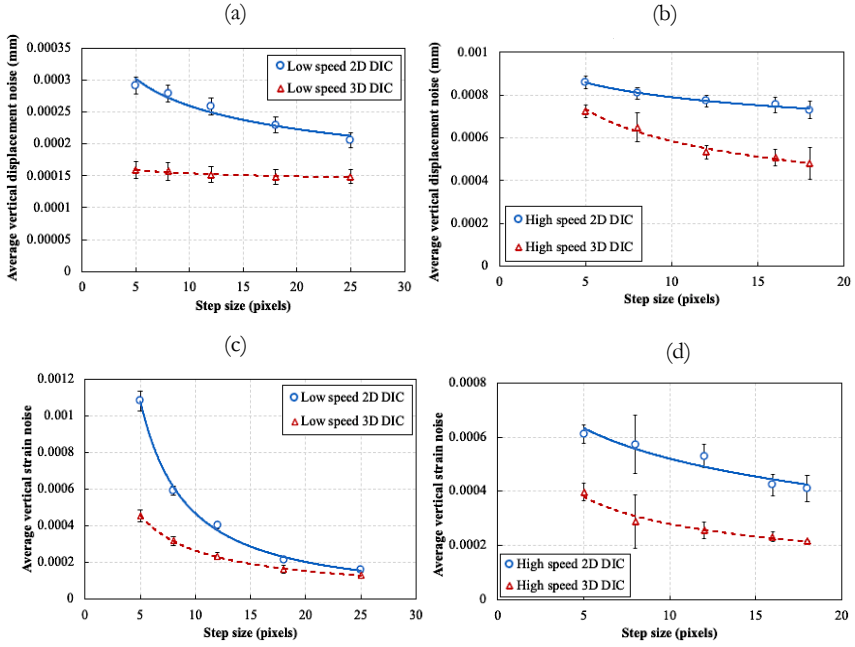 (a)
Average vertical displacement noise (mm)
0.00035
0.0003
0.00025
0.0002
0.00015
0.0001
0.00005
0
0 5 10 15 20 25 30
Step size (pixels)
Low speed 2D DIC
Low speed 3D DIC
(b)
Average vertical displacement noise (mm)
0.001
0.0008
0.0006
0.0004
0.0002
0
0 5 10 15 20
Step size (pixels)
High speed 2D DIC
High speed 3D DIC
(c)
Average vertical strain noise
0.0012
0.001
0.0008
0.0006
0.0004
0.0002
0
0 5 10 15 20 25 30
Step size (pixels)
Low speed 2D DIC
Low speed 3D DIC
(d)
Average vertical strain noise
0.0008
0.0006
0.0004
0.0002
0
0 5 10 15 20
Step size (pixels)
High speed 2D DIC
High speed 3D DIC